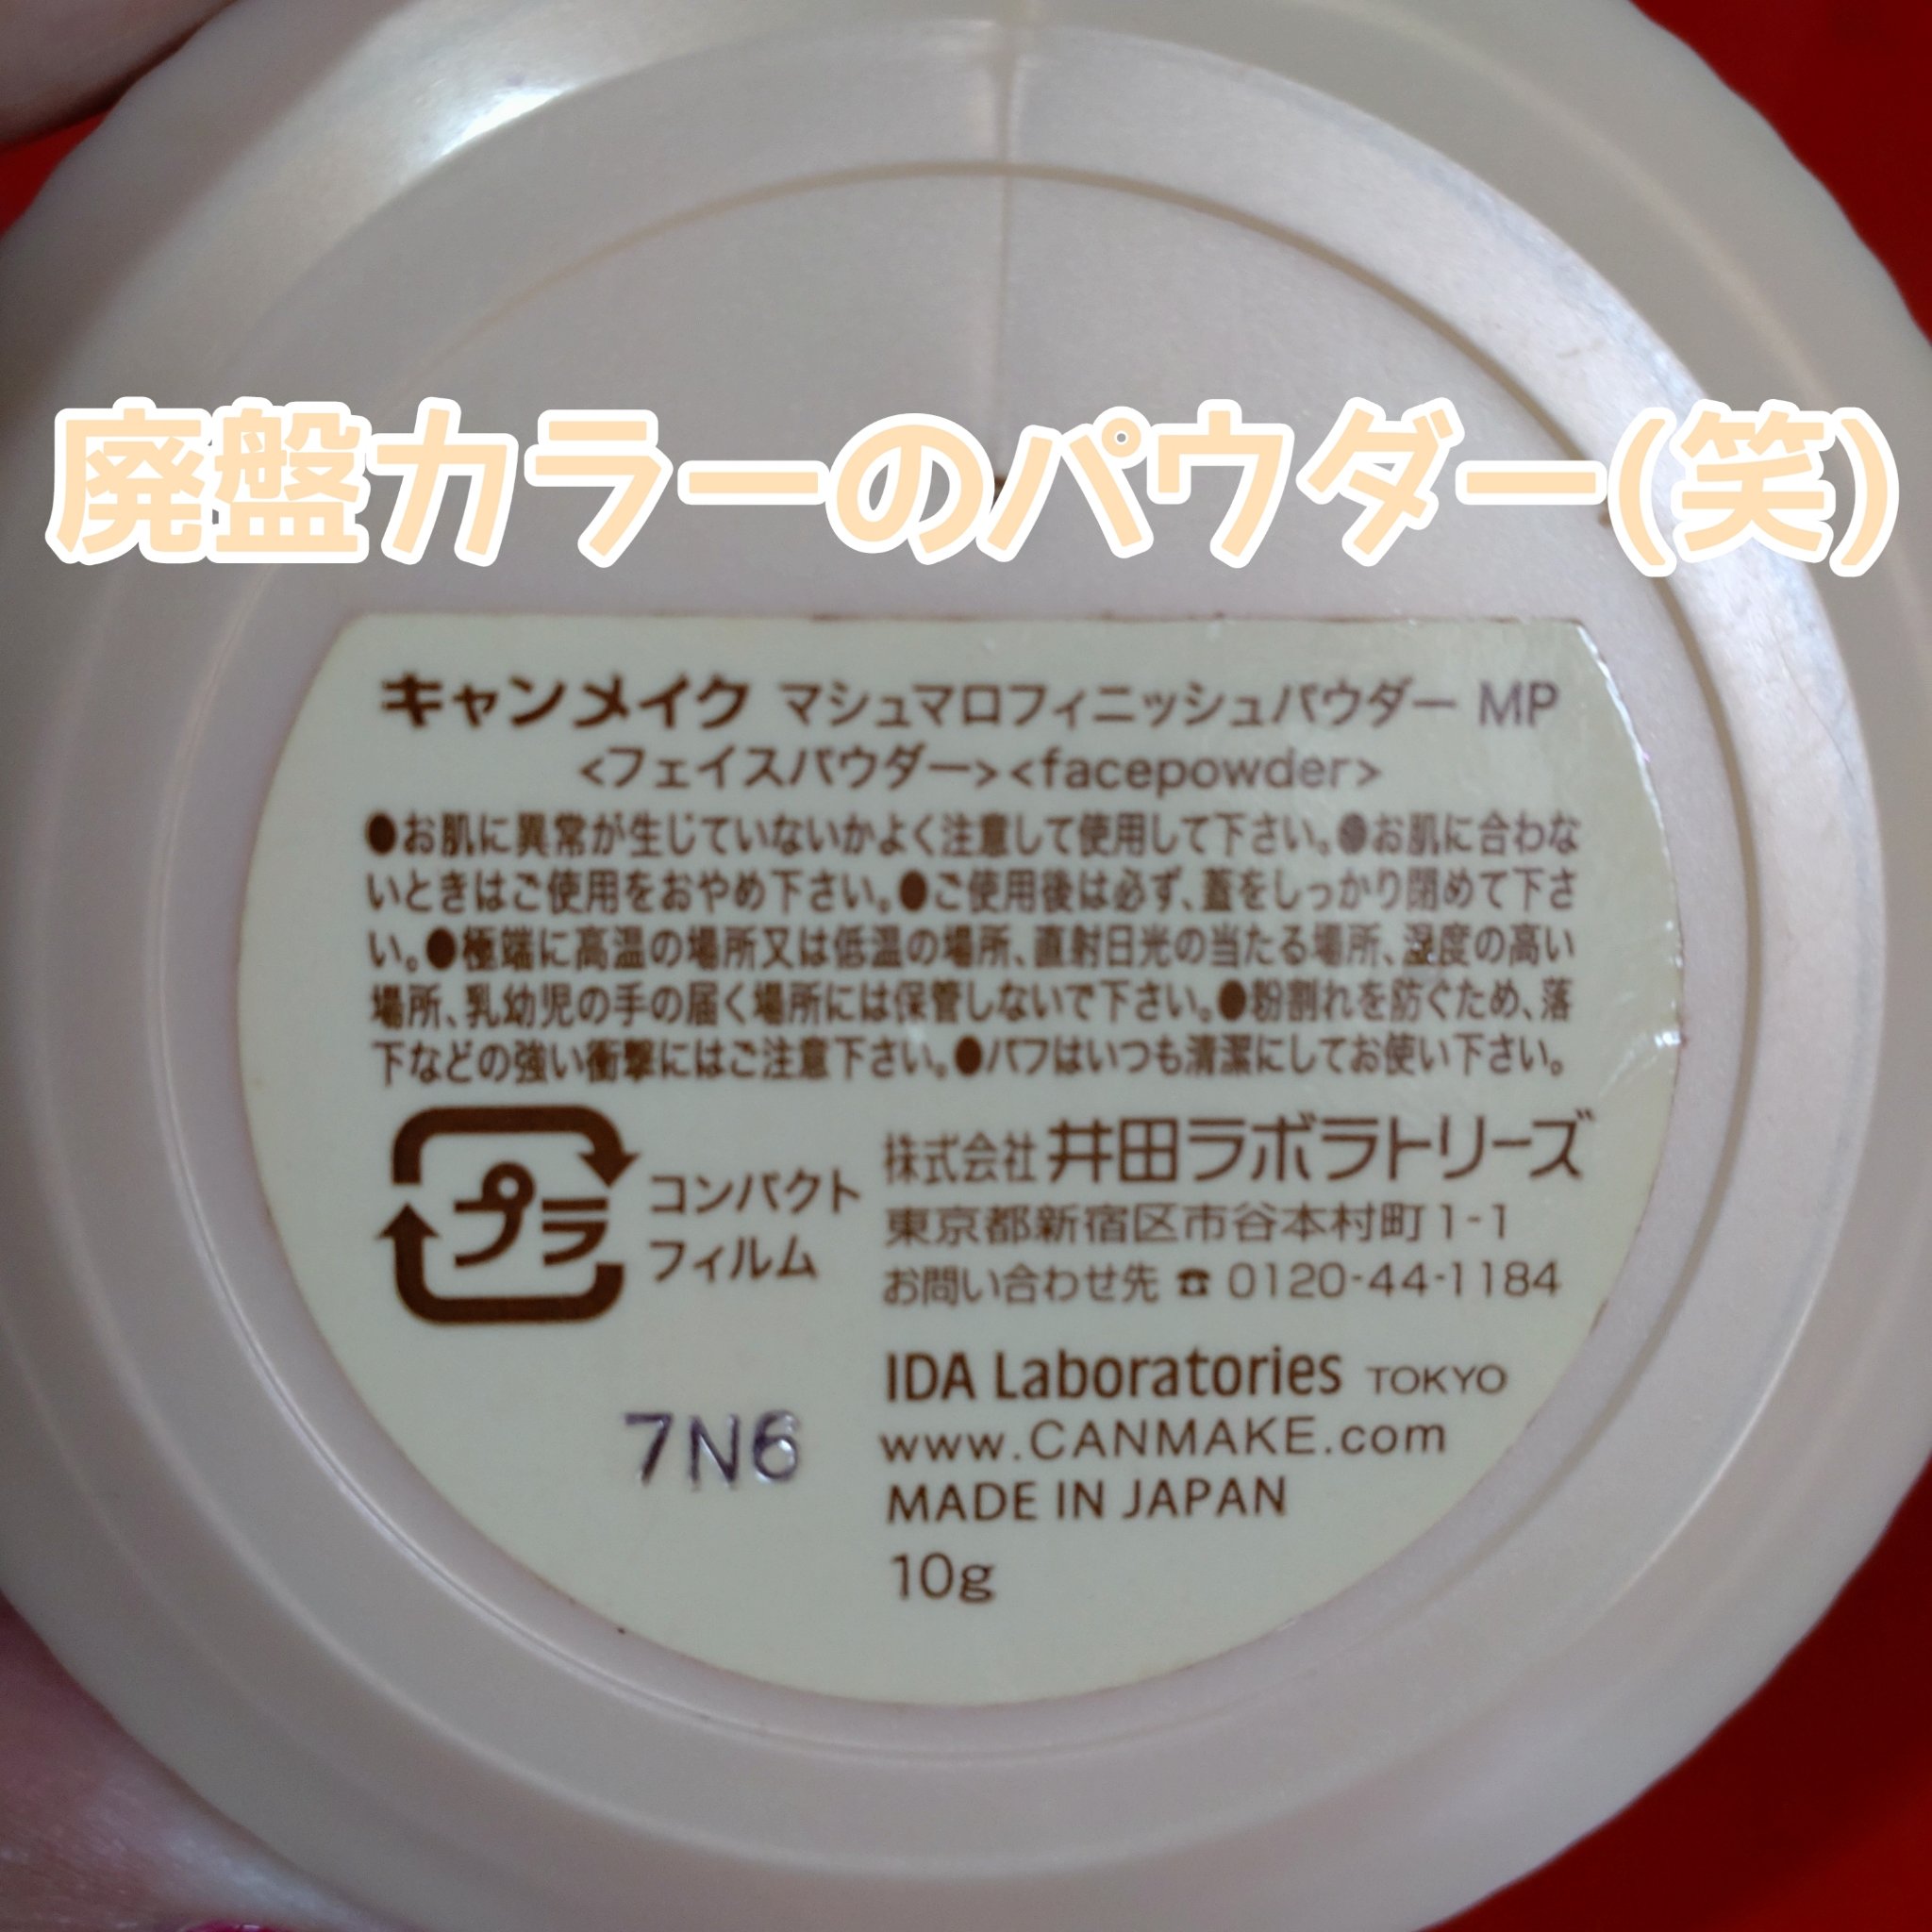 廃盤カラーのパウダー(笑)
キャンメイク マシュマロフィニッシュパウダー MP
<フェイスパウダー><facepowder>
●お肌に異常が生じていないかよく注意して使用して下さい。●お肌に合わな
いときはご使用をおやめ下さい。●ご使用後は必ず、蓋をしっかり閉めて下さ
い。●極端に高温の場所又は低温の場所、直射日光の当たる場所、湿度の高い
場所、乳幼児の手の届く場所には保管しないで下さい。●粉割れを防ぐため、落
下などの強い衝撃にはご注意下さい。●パフはいつも清潔にしてお使い下さい。
プラ
コンパクト
フィルム
株式会社 井田ラボラトリーズ
東京都新宿区市谷本村町1-1
お問い合わせ先 ☎ 0120-44-1184
IDA Laboratories TOKYO
www.CANMAKE.com
MADE IN JAPAN
10g
7N6